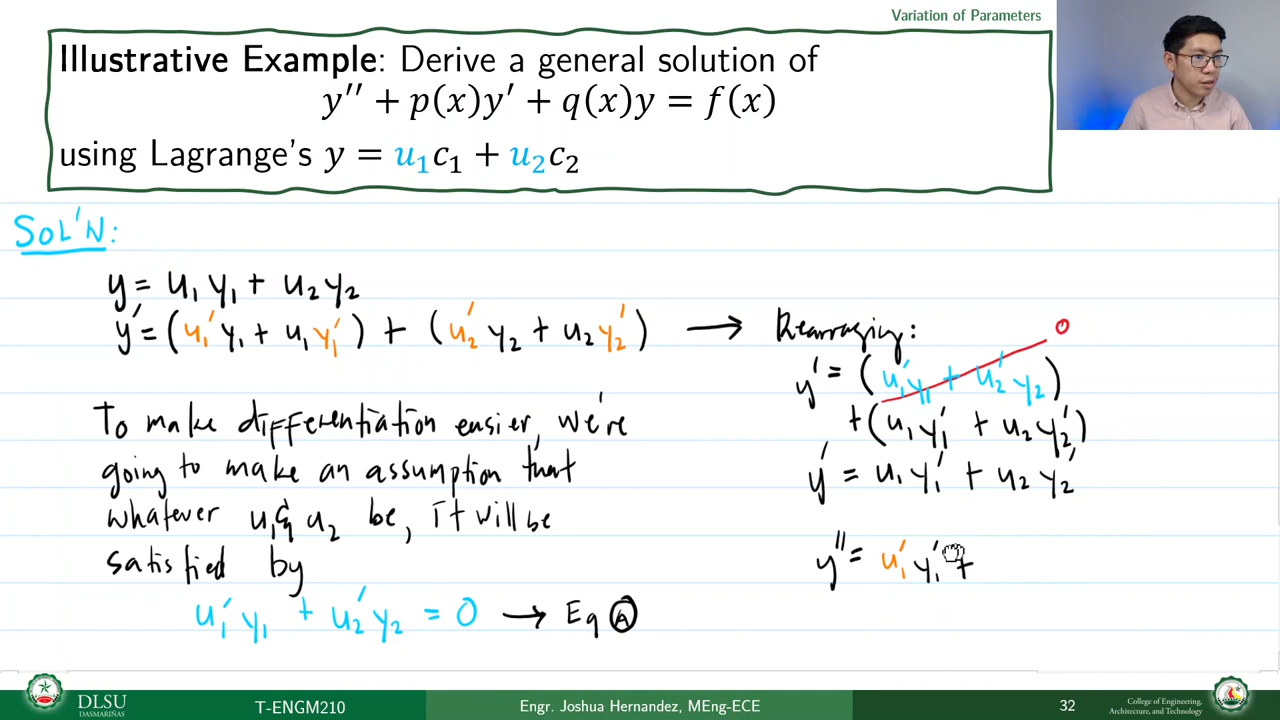 Variation of Parameters
Illustrative Example: Derive a general solution of
y′′ + p(x)y′ + q(x)y = f(x)
using Lagrange's y = u₁c₁ + u₂c₂
SOL'N:
y = u₁y₁ + u₂y₂
y′ = (u₁′y₁ + u₁y₁′) + (u₂′y₂ + u₂y₂′) →
To make differentiation easier, we're
going to make an assumption that
whatever u₁ & u₂ be, it will be
satisfied by
u₁′y₁ + u₂′y₂ = 0 → Eq Ⓐ
Rearraging:
0
y′ = (u₁′y₁ + u₂′y₂)
+ (u₁y₁′ + u₂y₂′)
y′ = u₁y₁′ + u₂y₂′
y′′ = u₁′y₁′ +
DLSU
DASMARIÑAS
T-ENGM210
Engr. Joshua Hernandez, MEng-ECE
32
College of Engineering,
Architecture, and Technology